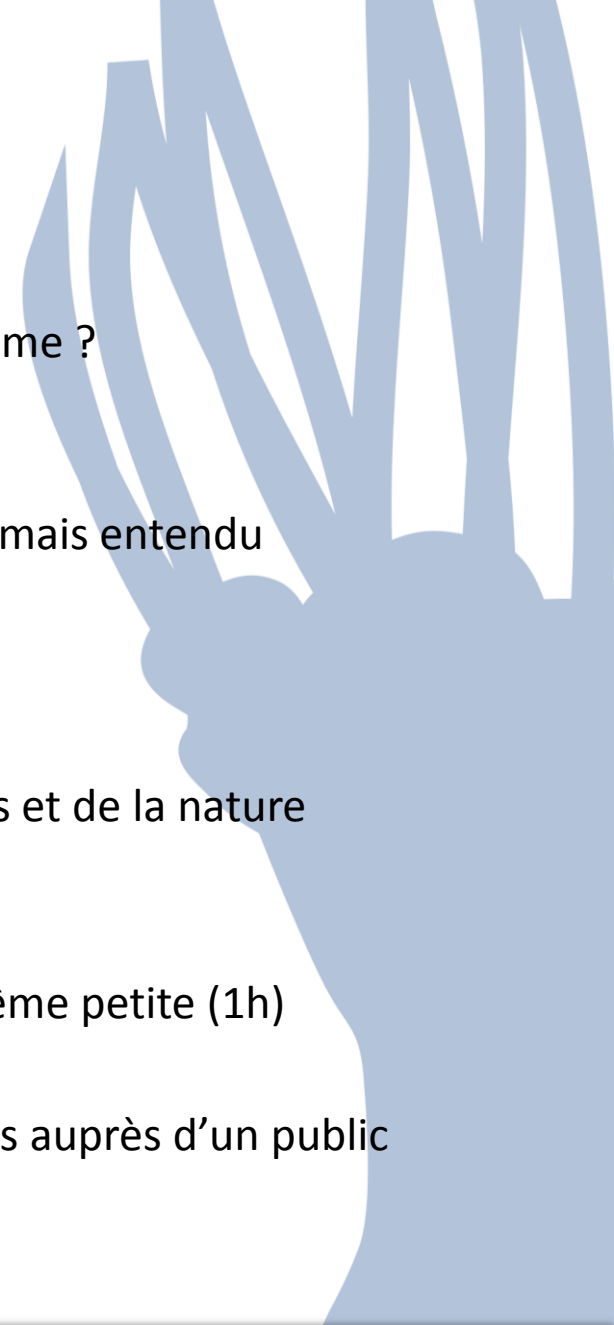 me ?
mais entendu
s et de la nature
ême petite (1h)
s auprès d’un public